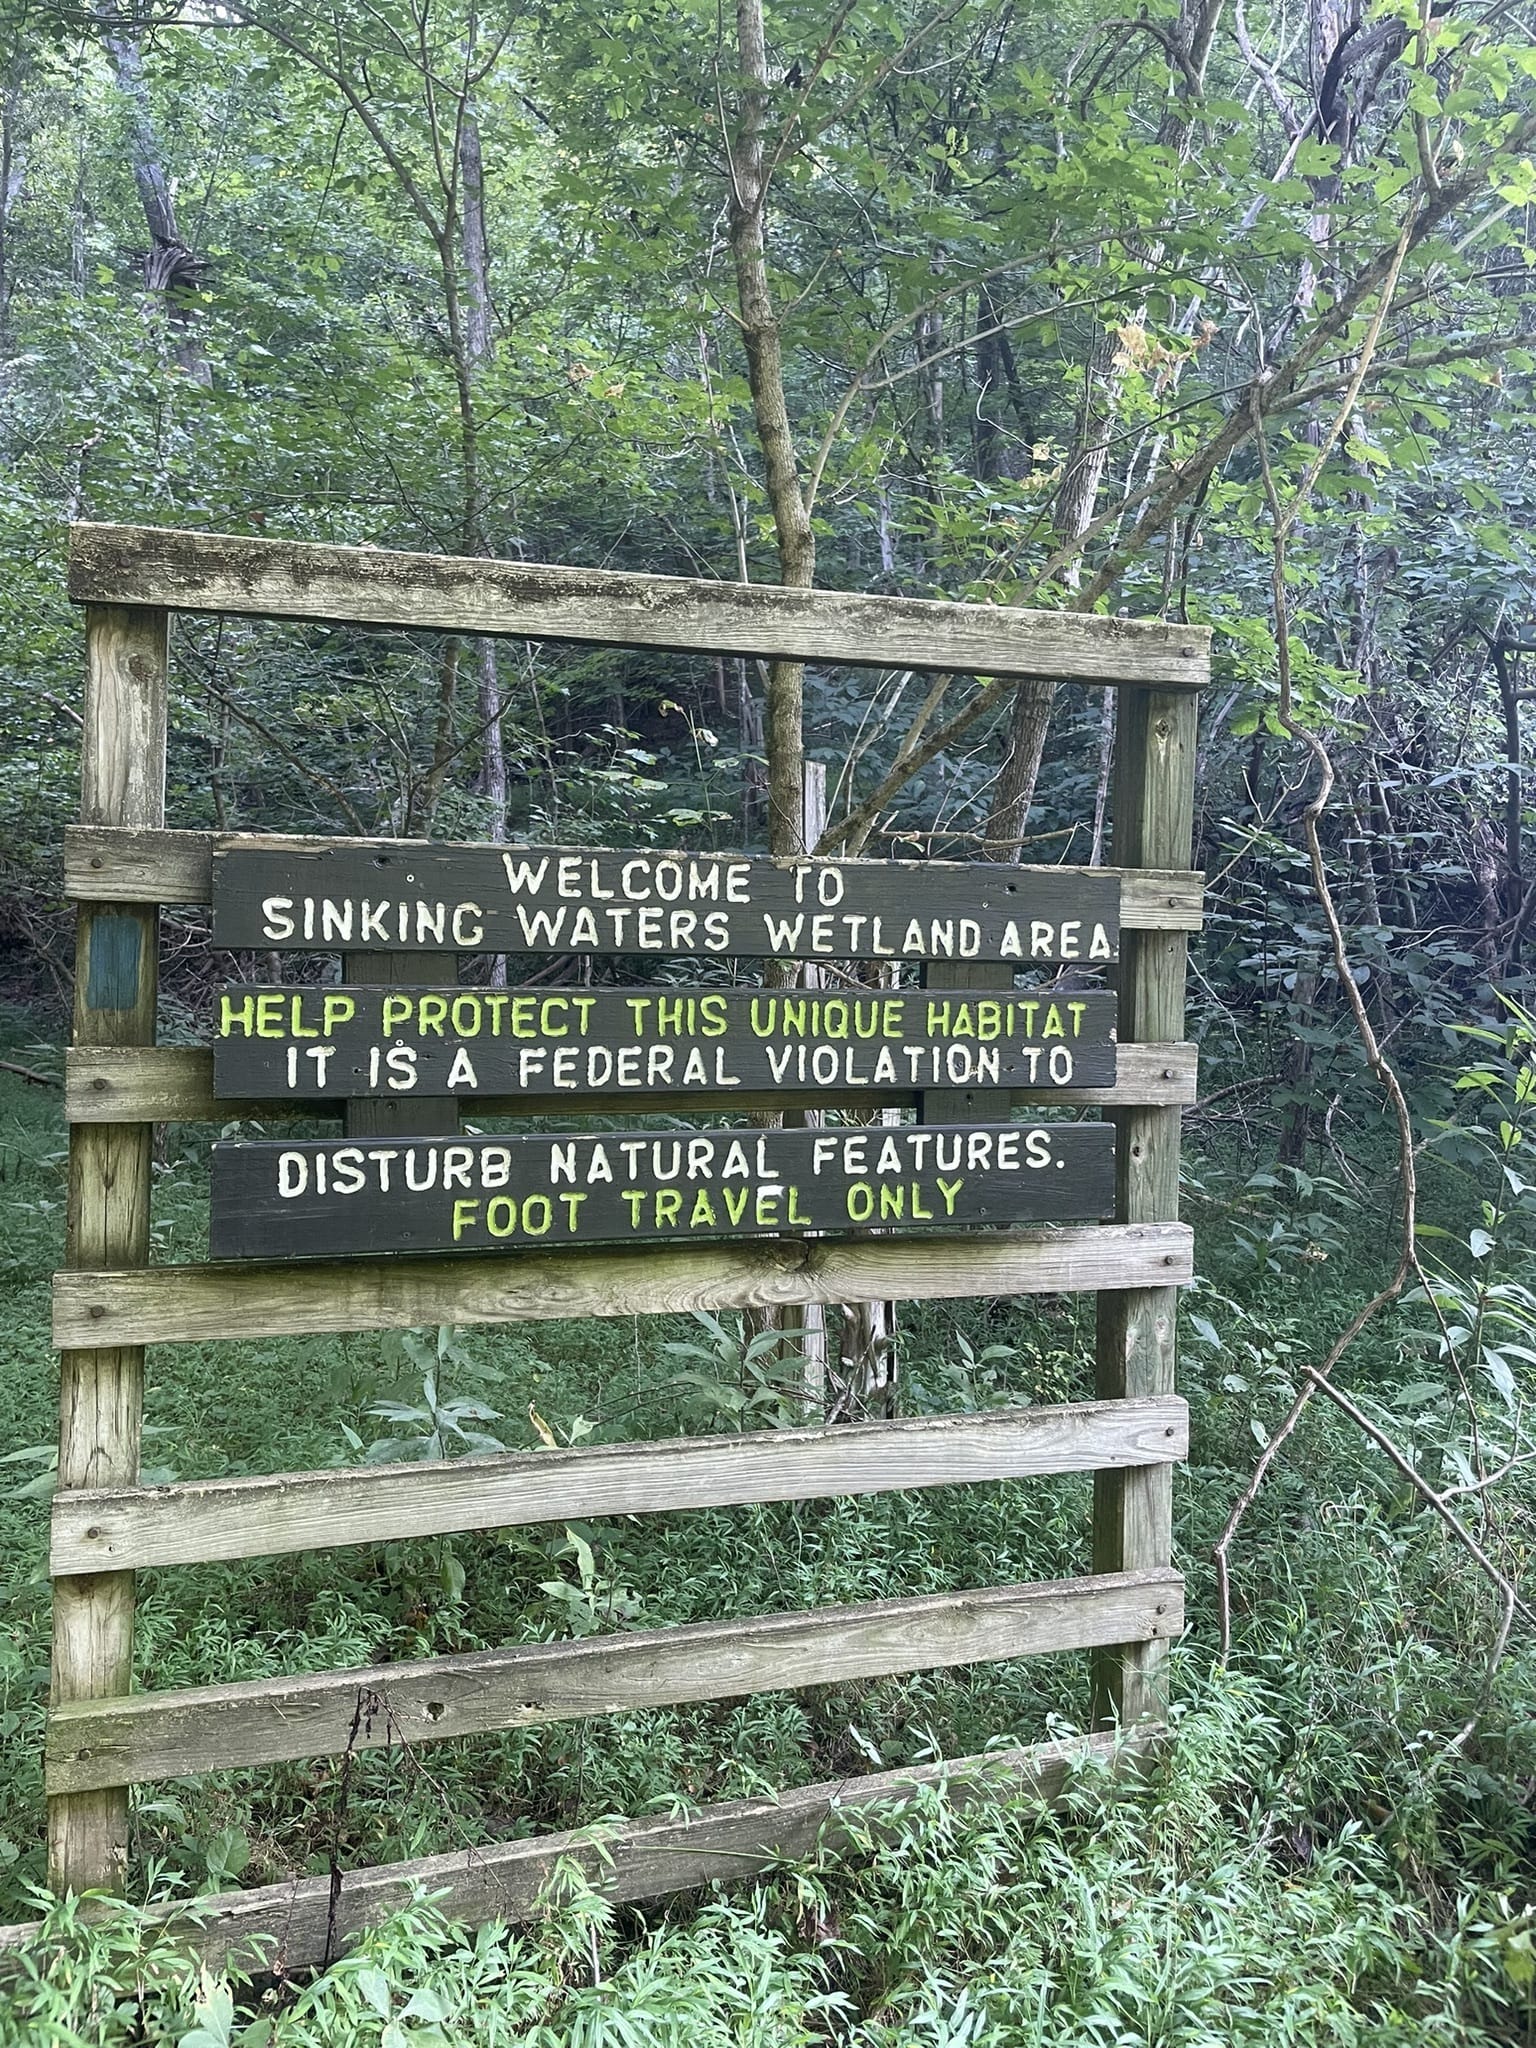 WELCOME TO
SINKING WATERS WETLAND AREA
HELP PROTECT THIS UNIQUE HABITAT
IT IS A FEDERAL VIOLATION TO
DISTURB NATURAL FEATURES.
FOOT TRAVEL ONLY